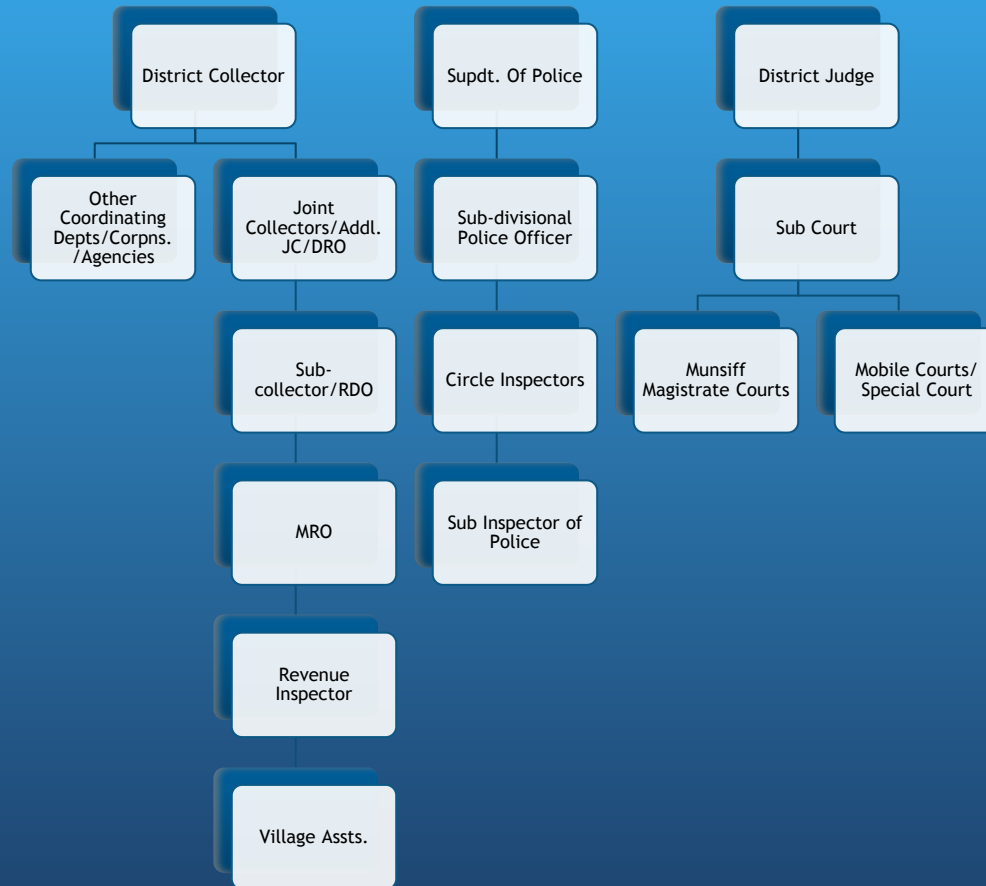 District Collector
Supdt. Of Police
District Judge
Other
Coordinating
Depts/Corpns.
/Agencies
Joint
Collectors/Addl.
JC/DRO
Sub-divisional
Police Officer
Sub Court
Sub-
collector/RDO
Circle Inspectors
Munsiff
Magistrate Courts
Mobile Courts/
Special Court
MRO
Sub Inspector of
Police
Revenue
Inspector
Village Assts.